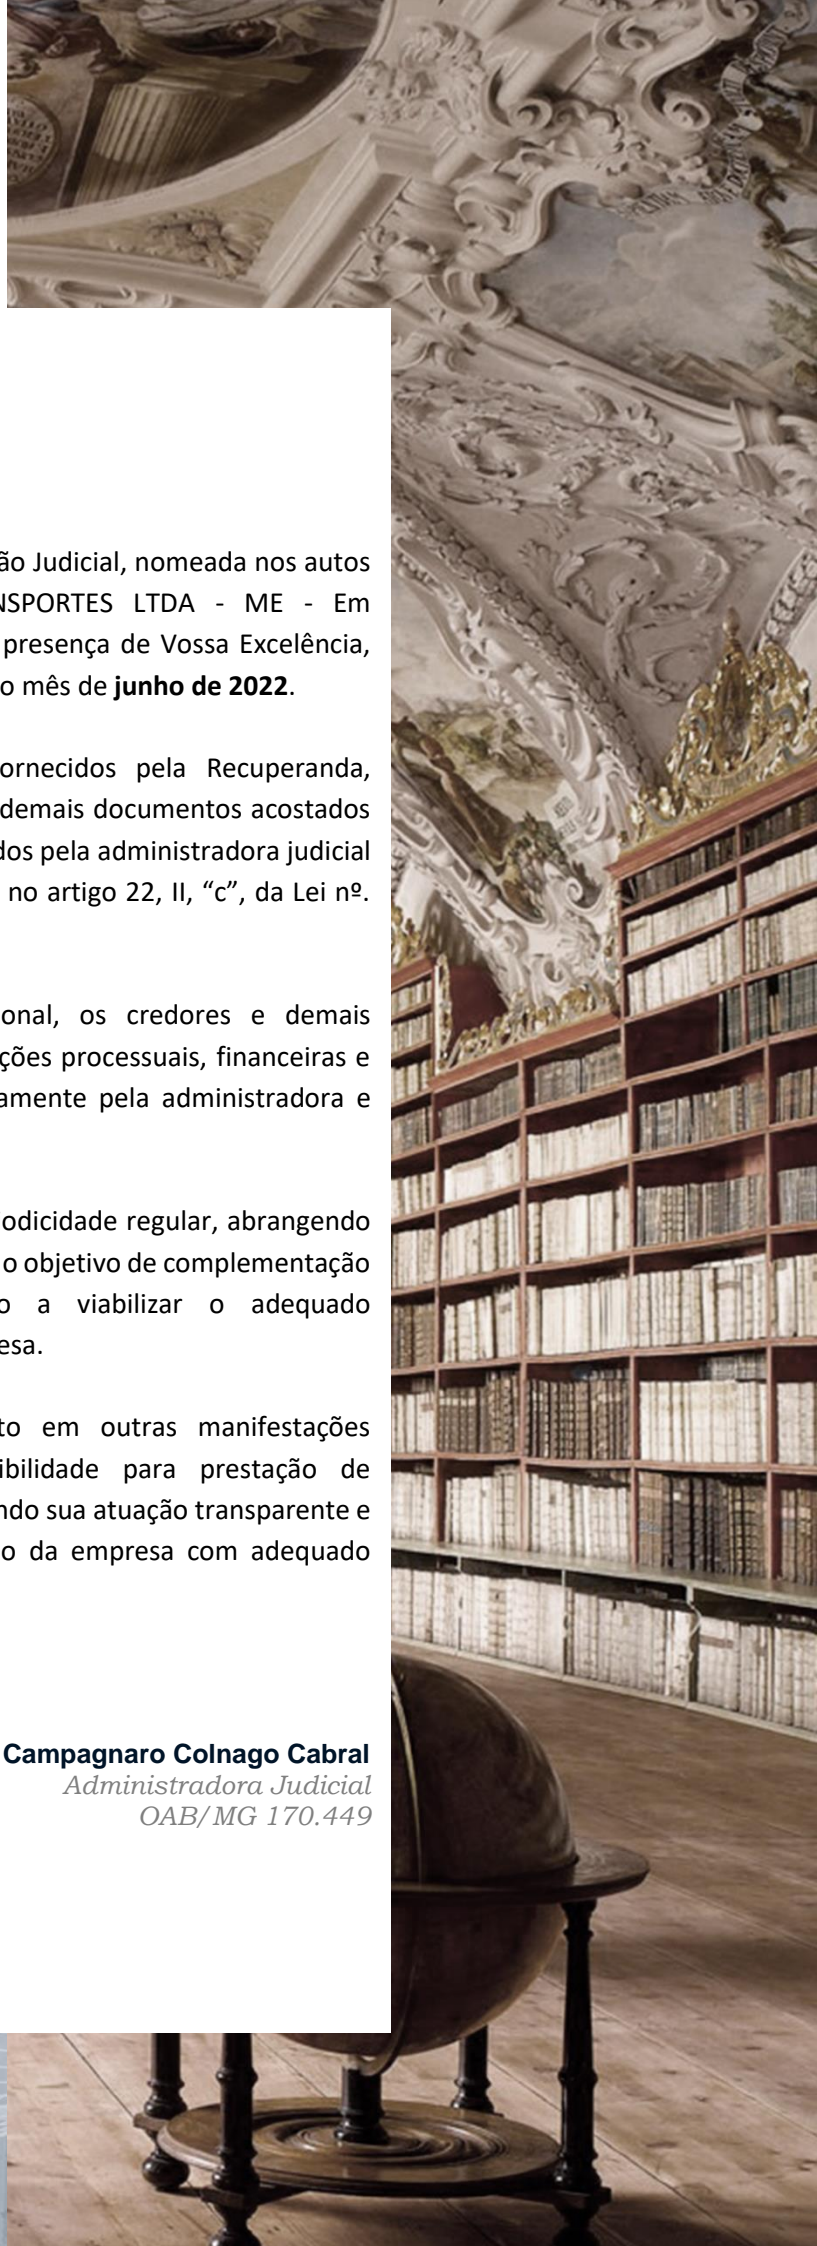 ão Judicial, nomeada nos autos
NSPORTES LTDA - ME - Em
presença de Vossa Excelência,
o mês de junho de 2022.
ornecidos pela Recuperanda,
demais documentos acostados
dos pela administradora judicial
no artigo 22, II, “c”, da Lei nº.
onal, os credores e demais
ções processuais, financeiras e
amente pela administradora e
iodicidade regular, abrangendo
o objetivo de complementação
o a viabilizar o adequado
esa.
to em outras manifestações
ibilidade para prestação de
ndo sua atuação transparente e
o da empresa com adequado
Campagnaro Colnago Cabral
Administradora Judicial
OAB/MG 170.449